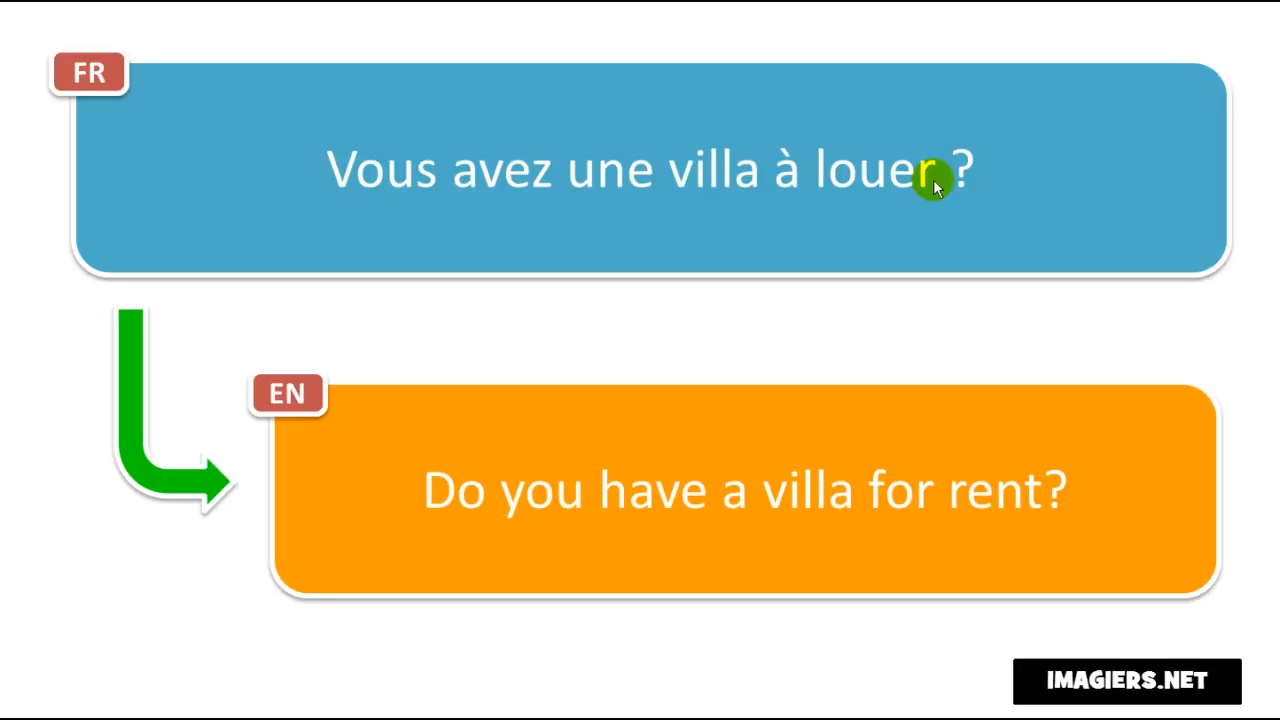 FR
Vous avez une villa à louer ?
EN
Do you have a villa for rent?
IMAGIERS.NET